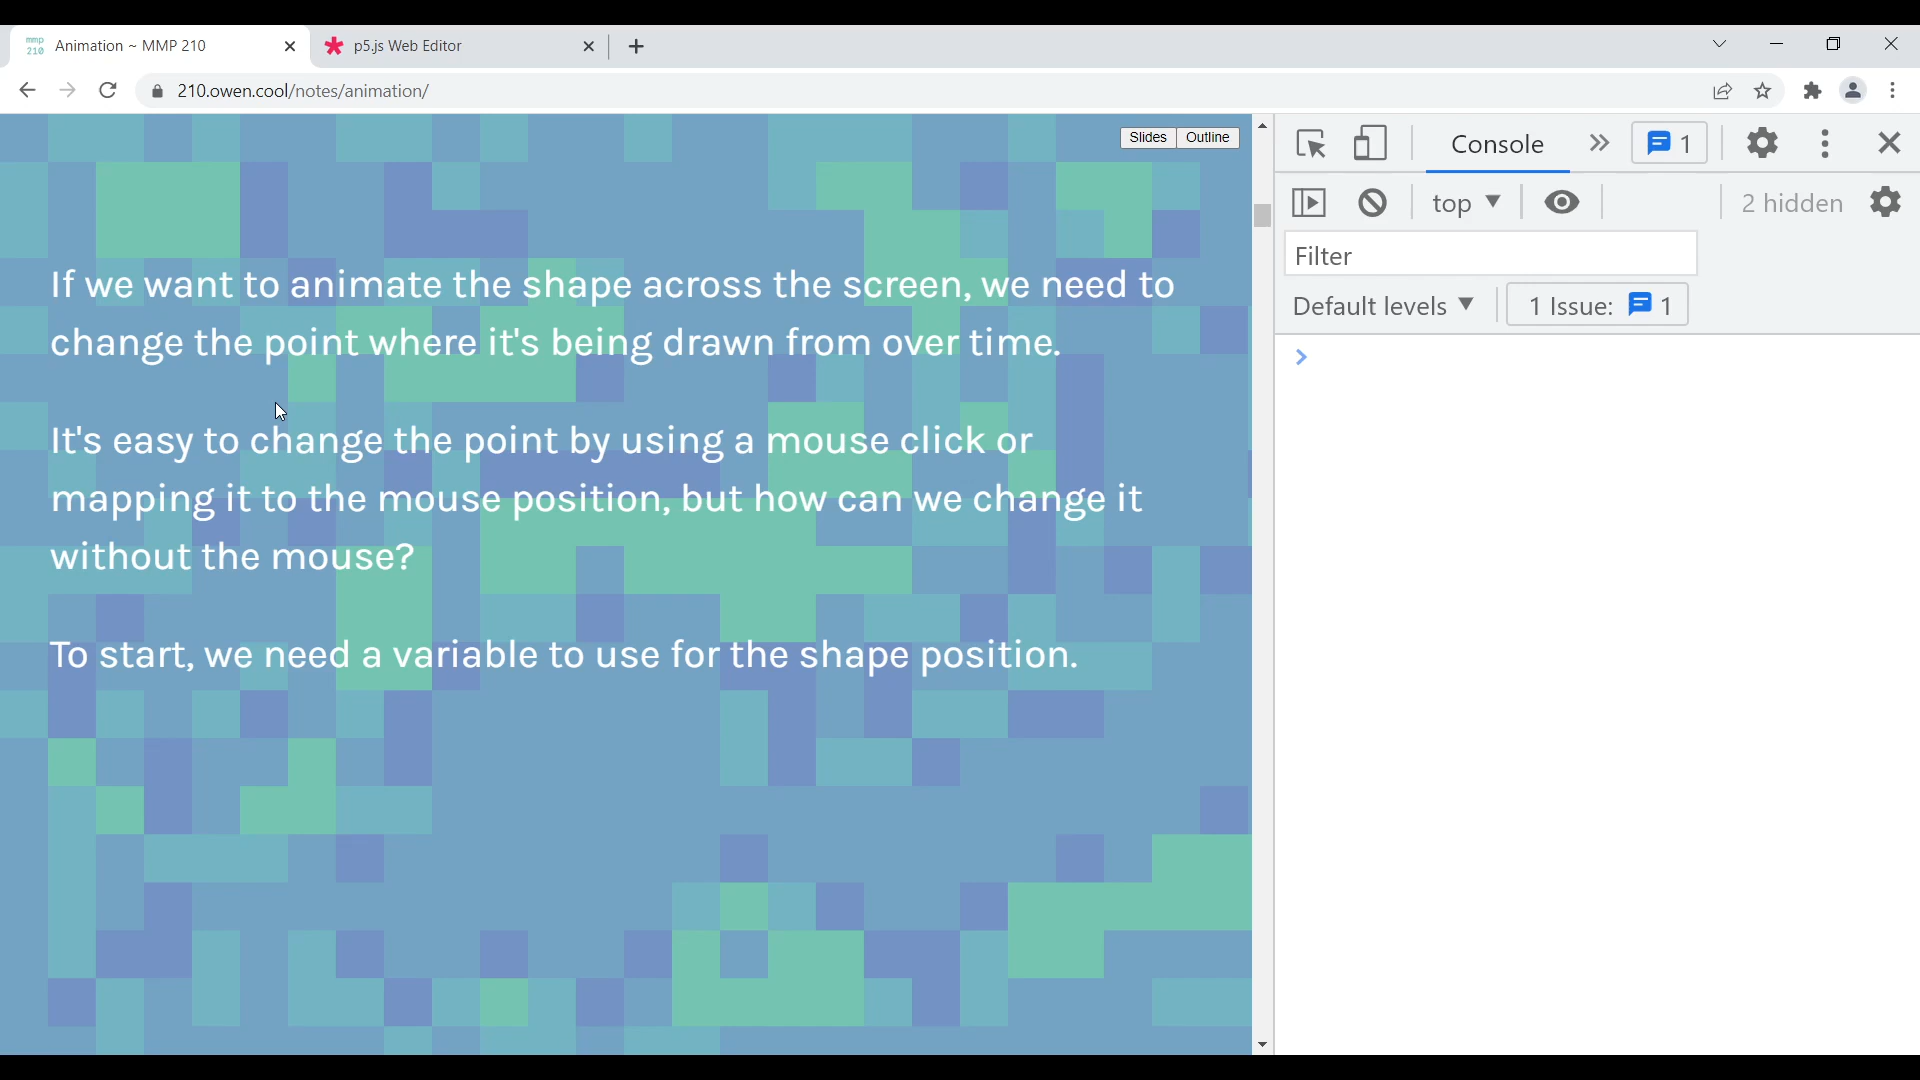 mmp
210
Animation ~ MMP 210
p5.js Web Editor
210.owen.cool/notes/animation/
Slides
Outline
If we want to animate the shape across the screen, we need to
change the point where it's being drawn from over time.
It's easy to change the point by using a mouse click or
mapping it to the mouse position, but how can we change it
without the mouse?
To start, we need a variable to use for the shape position.
Console
1
top
2 hidden
Filter
Default levels
1 Issue:
1